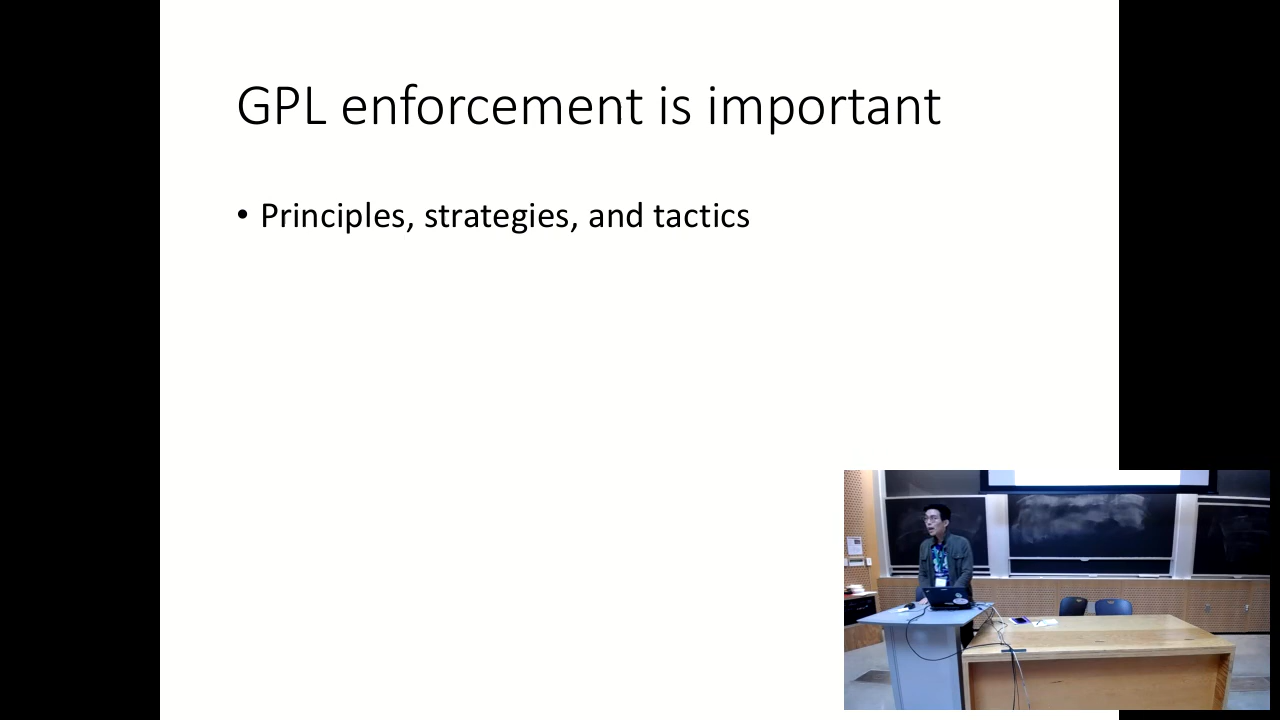 GPL enforcement is important
• Principles, strategies, and tactics